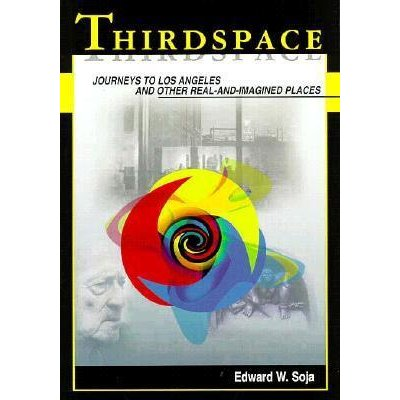 THIRDSPACE
JOURNEYS TO LOS ANGELES
AND OTHER REAL-AND-IMAGINED PLACES
Edward W. Soja